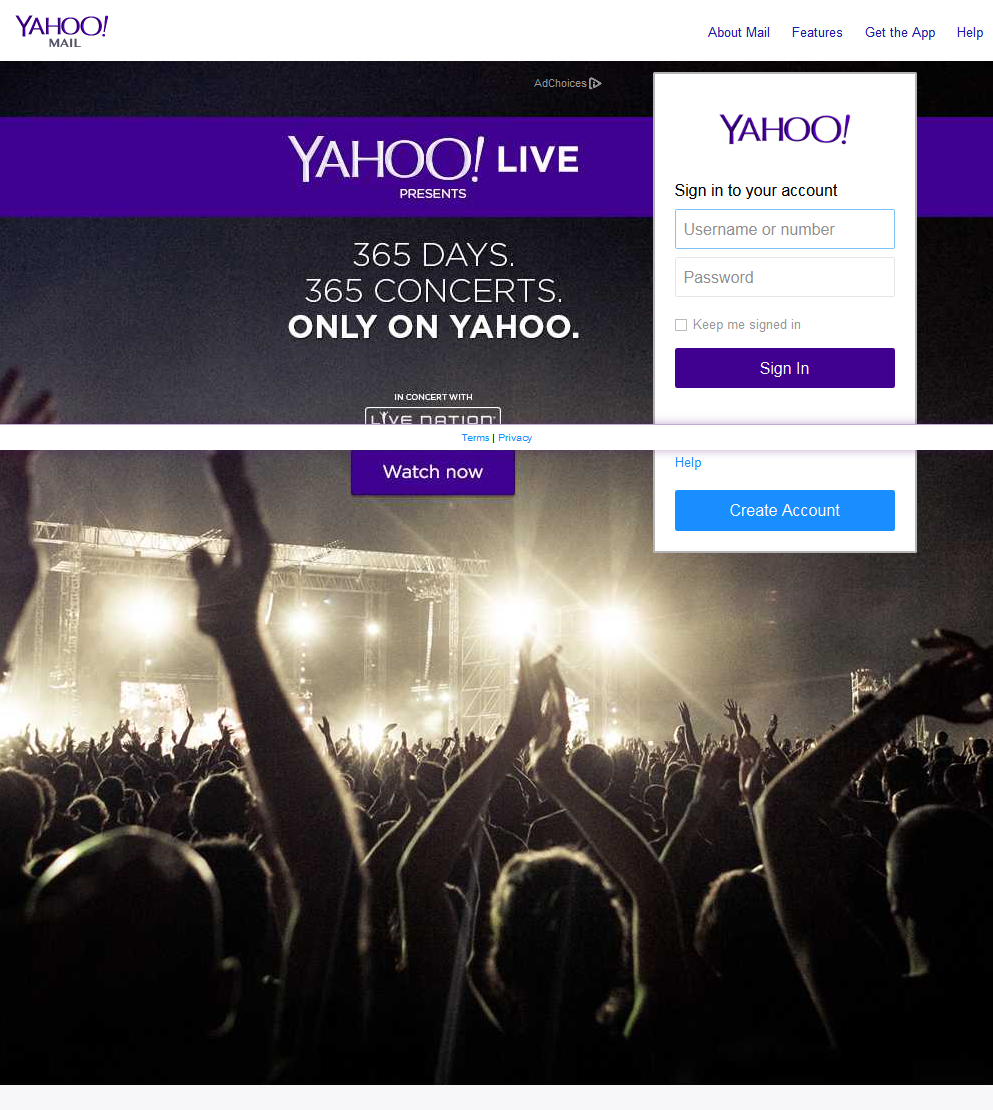 YAHOO!
MAIL
About Mail
Features
Get the App
Help
AdChoices
YAHOO! LIVE
PRESENTS
365 DAYS.
365 CONCERTS.
ONLY ON YAHOO.
IN CONCERT WITH
LIVE NATION
Watch now
YAHOO!
Sign in to your account
Username or number
Password
Keep me signed in
Sign In
Terms | Privacy
Help
Create Account